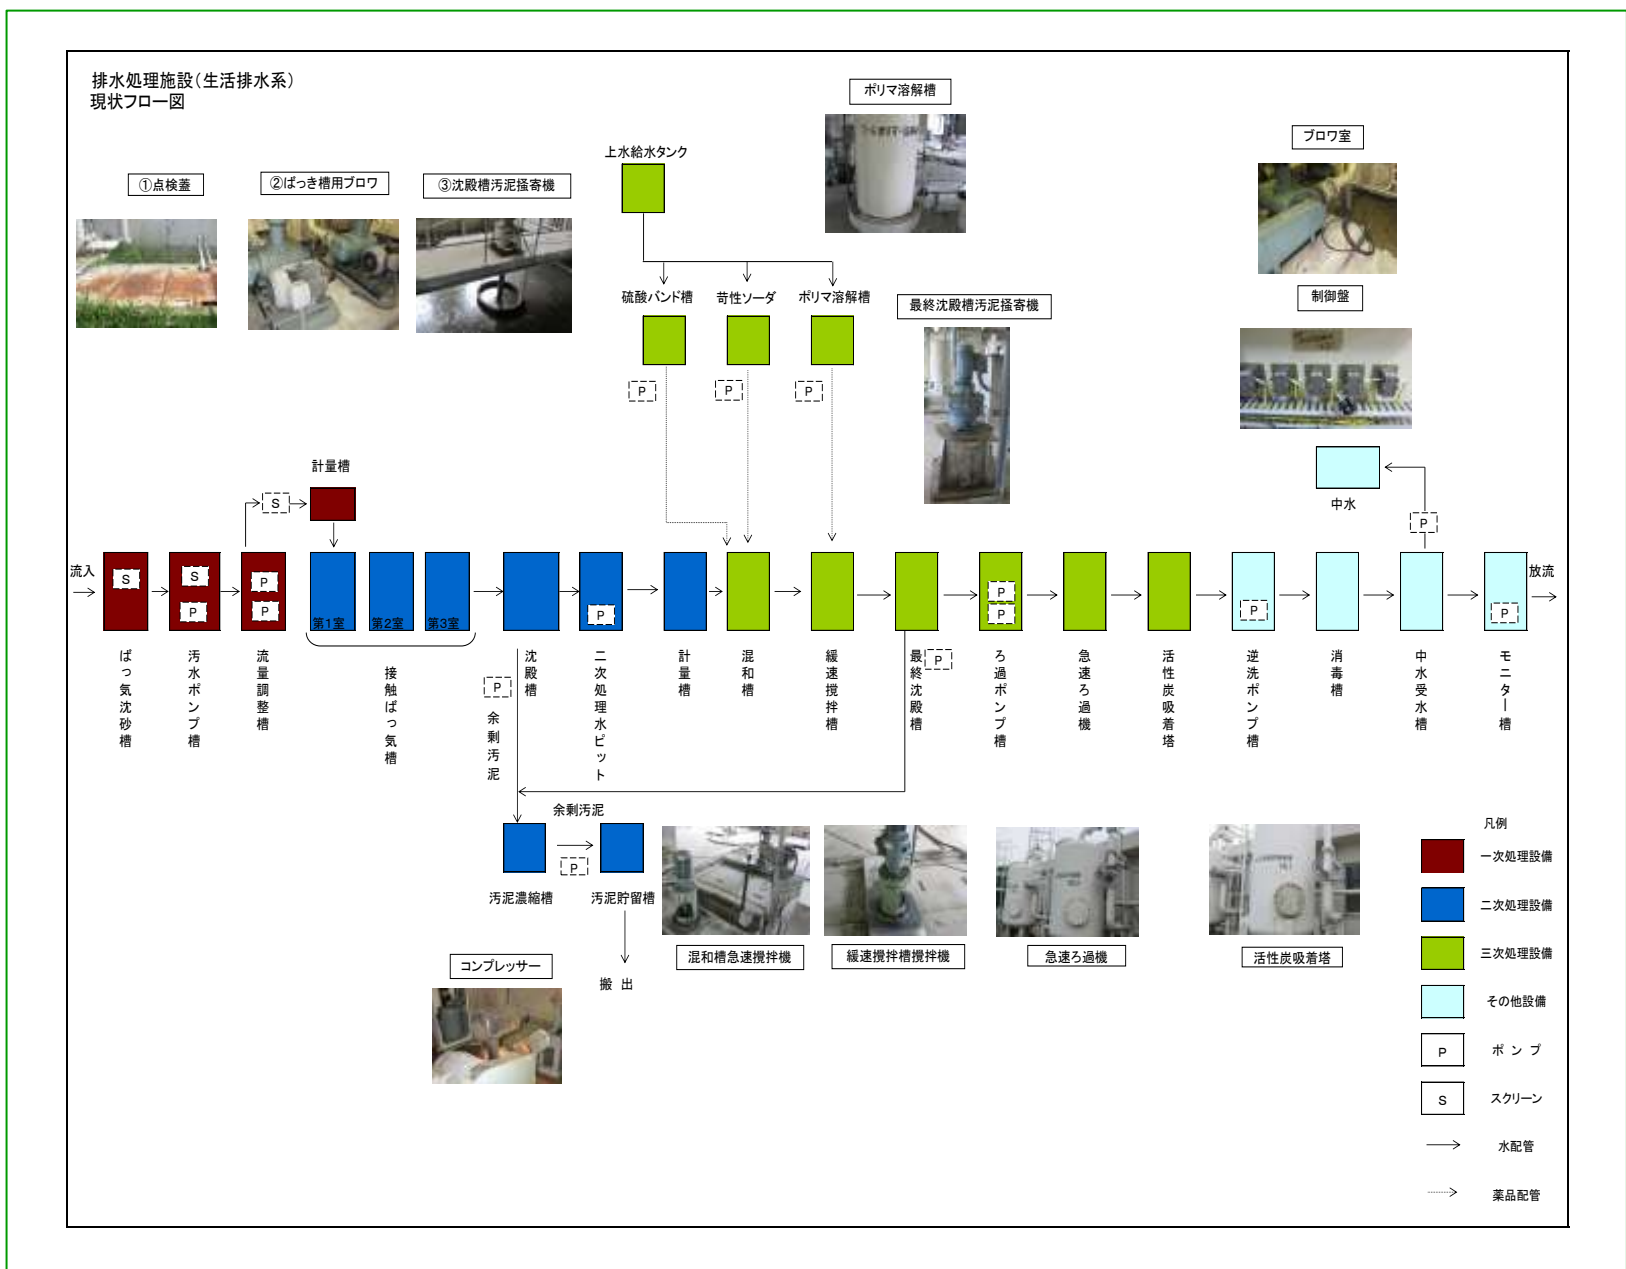 排水処理施設(生活排水系)
現状フロー図
①点検蓋
②ばっき槽用ブロワ
③沈殿槽汚泥掻寄機
上水給水タンク
ポリマ溶解槽
ブロワ室
硫酸バンド槽
苛性ソーダ
ポリマ溶解槽
最終沈殿槽汚泥掻寄機
制御盤
P
P
P
計量槽
S
中水
P
流入
S
S
P
P
P
第1室
第2室
第3室
P
P
P
P
P
放流
ばっ気沈砂槽
汚水ポンプ槽
流量調整槽
接触ばっ気槽
P
余剰汚泥
沈殿槽
二次処理水ピット
計量槽
混和槽
緩速撹拌槽
最終沈殿槽
P
ろ過ポンプ槽
急速ろ過機
活性炭吸着塔
逆洗ポンプ槽
消毒槽
中水受水槽
モニター槽
余剰汚泥
P
汚泥濃縮槽
汚泥貯留槽
搬 出
コンプレッサー
混和槽急速攪拌機
緩速攪拌槽攪拌機
急速ろ過機
活性炭吸着塔
凡例
一次処理設備
二次処理設備
三次処理設備
その他設備
P
ポ ン プ
S
スクリーン
水配管
薬品配管